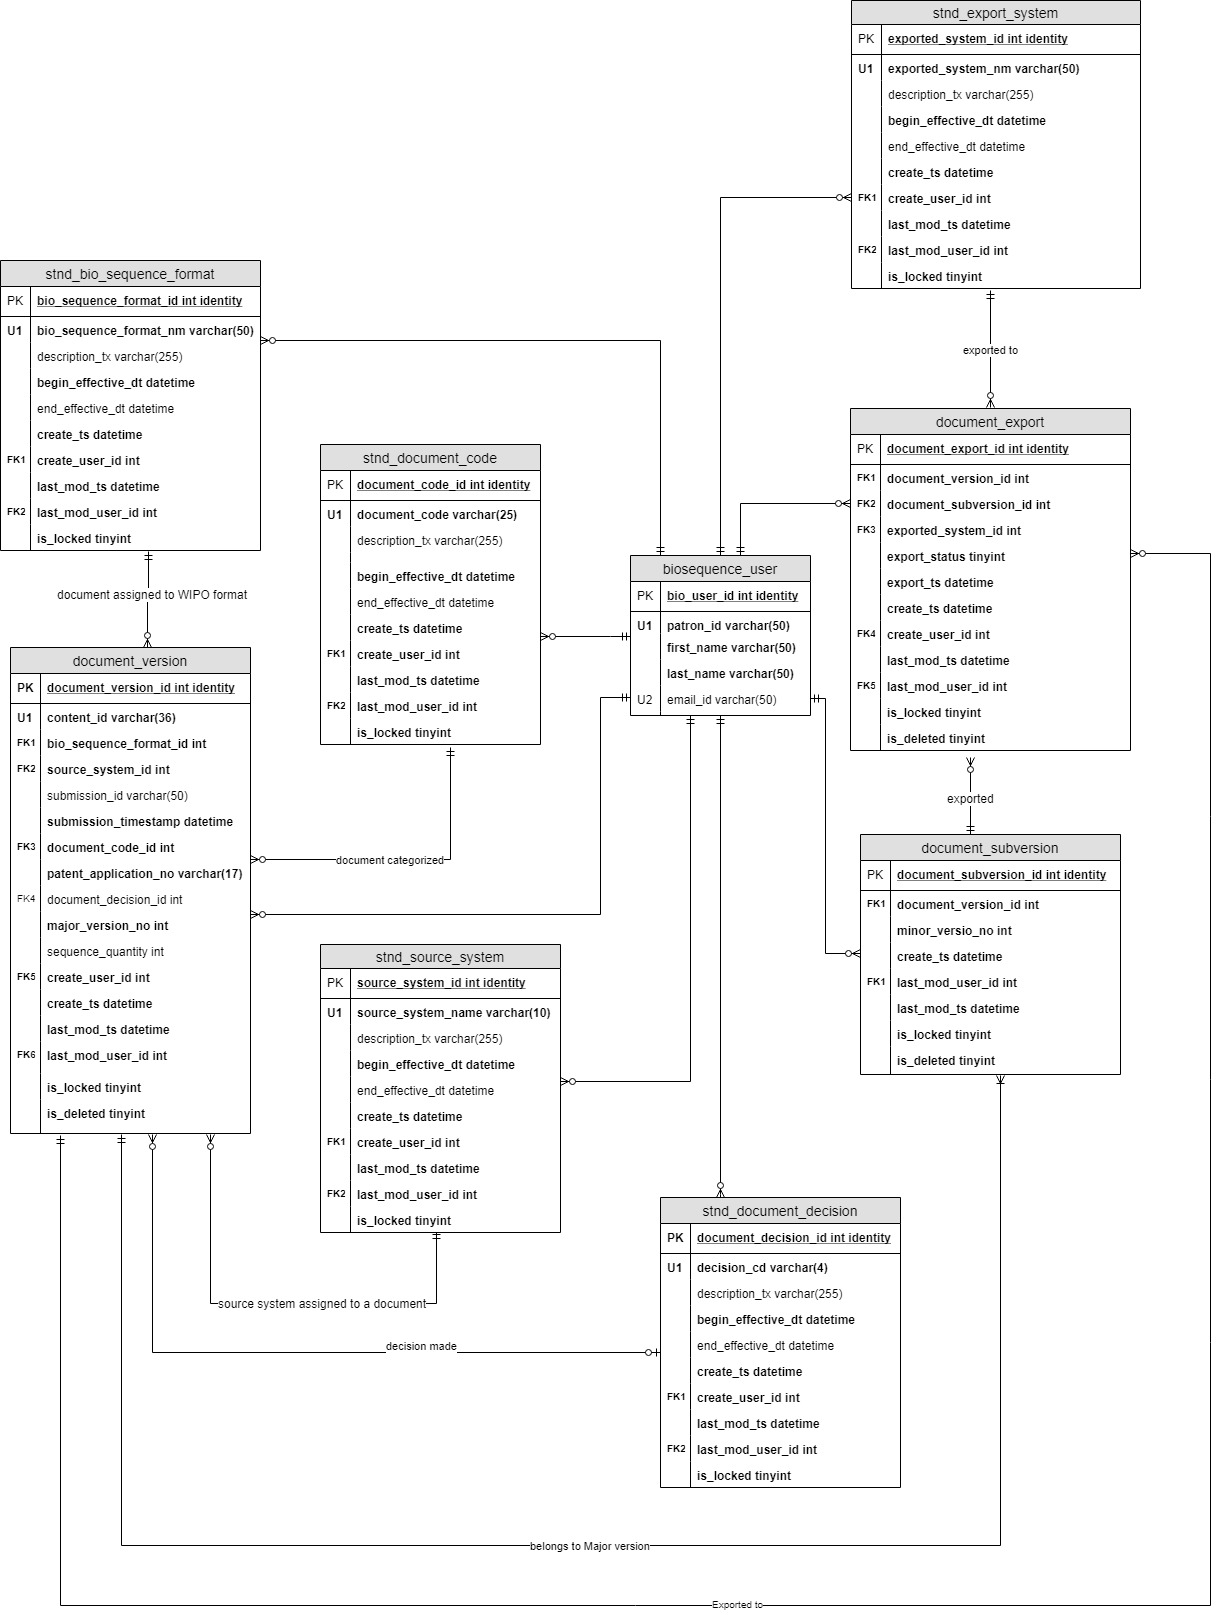 stnd_export_system
PK exported_system_id int identity
U1 exported_system_nm varchar(50)
description_tx varchar(255)
begin_effective_dt datetime
end_effective_dt datetime
create_ts datetime
FK1 create_user_id int
last_mod_ts datetime
FK2 last_mod_user_id int
is_locked tinyint
stnd_bio_sequence_format
PK bio_sequence_format_id int identity
U1 bio_sequence_format_nm varchar(50)
description_tx varchar(255)
begin_effective_dt datetime
end_effective_dt datetime
create_ts datetime
FK1 create_user_id int
last_mod_ts datetime
FK2 last_mod_user_id int
is_locked tinyint
exported to
document_export
PK document_export_id int identity
FK1 document_version_id int
FK2 document_subversion_id int
FK3 exported_system_id int
export_status tinyint
export_ts datetime
create_ts datetime
FK4 create_user_id int
last_mod_ts datetime
FK5 last_mod_user_id int
is_locked tinyint
is_deleted tinyint
stnd_document_code
PK document_code_id int identity
U1 document_code varchar(25)
description_tx varchar(255)
begin_effective_dt datetime
end_effective_dt datetime
create_ts datetime
FK1 create_user_id int
last_mod_ts datetime
FK2 last_mod_user_id int
is_locked tinyint
biosequence_user
PK bio_user_id int identity
U1 patron_id varchar(50)
first_name varchar(50)
last_name varchar(50)
U2 email_id varchar(50)
document assigned to WIPO format
document_version
PK document_version_id int identity
U1 content_id varchar(36)
FK1 bio_sequence_format_id int
FK2 source_system_id int
submission_id varchar(50)
submission_timestamp datetime
FK3 document_code_id int
patent_application_no varchar(17)
FK4 document_decision_id int
major_version_no int
sequence_quantity int
FK5 create_user_id int
create_ts datetime
last_mod_ts datetime
FK6 last_mod_user_id int
is_locked tinyint
is_deleted tinyint
document categorized
exported
document_subversion
PK document_subversion_id int identity
FK1 document_version_id int
minor_versio_no int
create_ts datetime
FK1 last_mod_user_id int
last_mod_ts datetime
is_locked tinyint
is_deleted tinyint
stnd_source_system
PK source_system_id int identity
U1 source_system_name varchar(10)
description_tx varchar(255)
begin_effective_dt datetime
end_effective_dt datetime
create_ts datetime
FK1 create_user_id int
last_mod_ts datetime
FK2 last_mod_user_id int
is_locked tinyint
stnd_document_decision
PK document_decision_id int identity
U1 decision_cd varchar(4)
description_tx varchar(255)
begin_effective_dt datetime
end_effective_dt datetime
create_ts datetime
FK1 create_user_id int
last_mod_ts datetime
FK2 last_mod_user_id int
is_locked tinyint
source system assigned to a document
decision made
belongs to Major version
Exported to